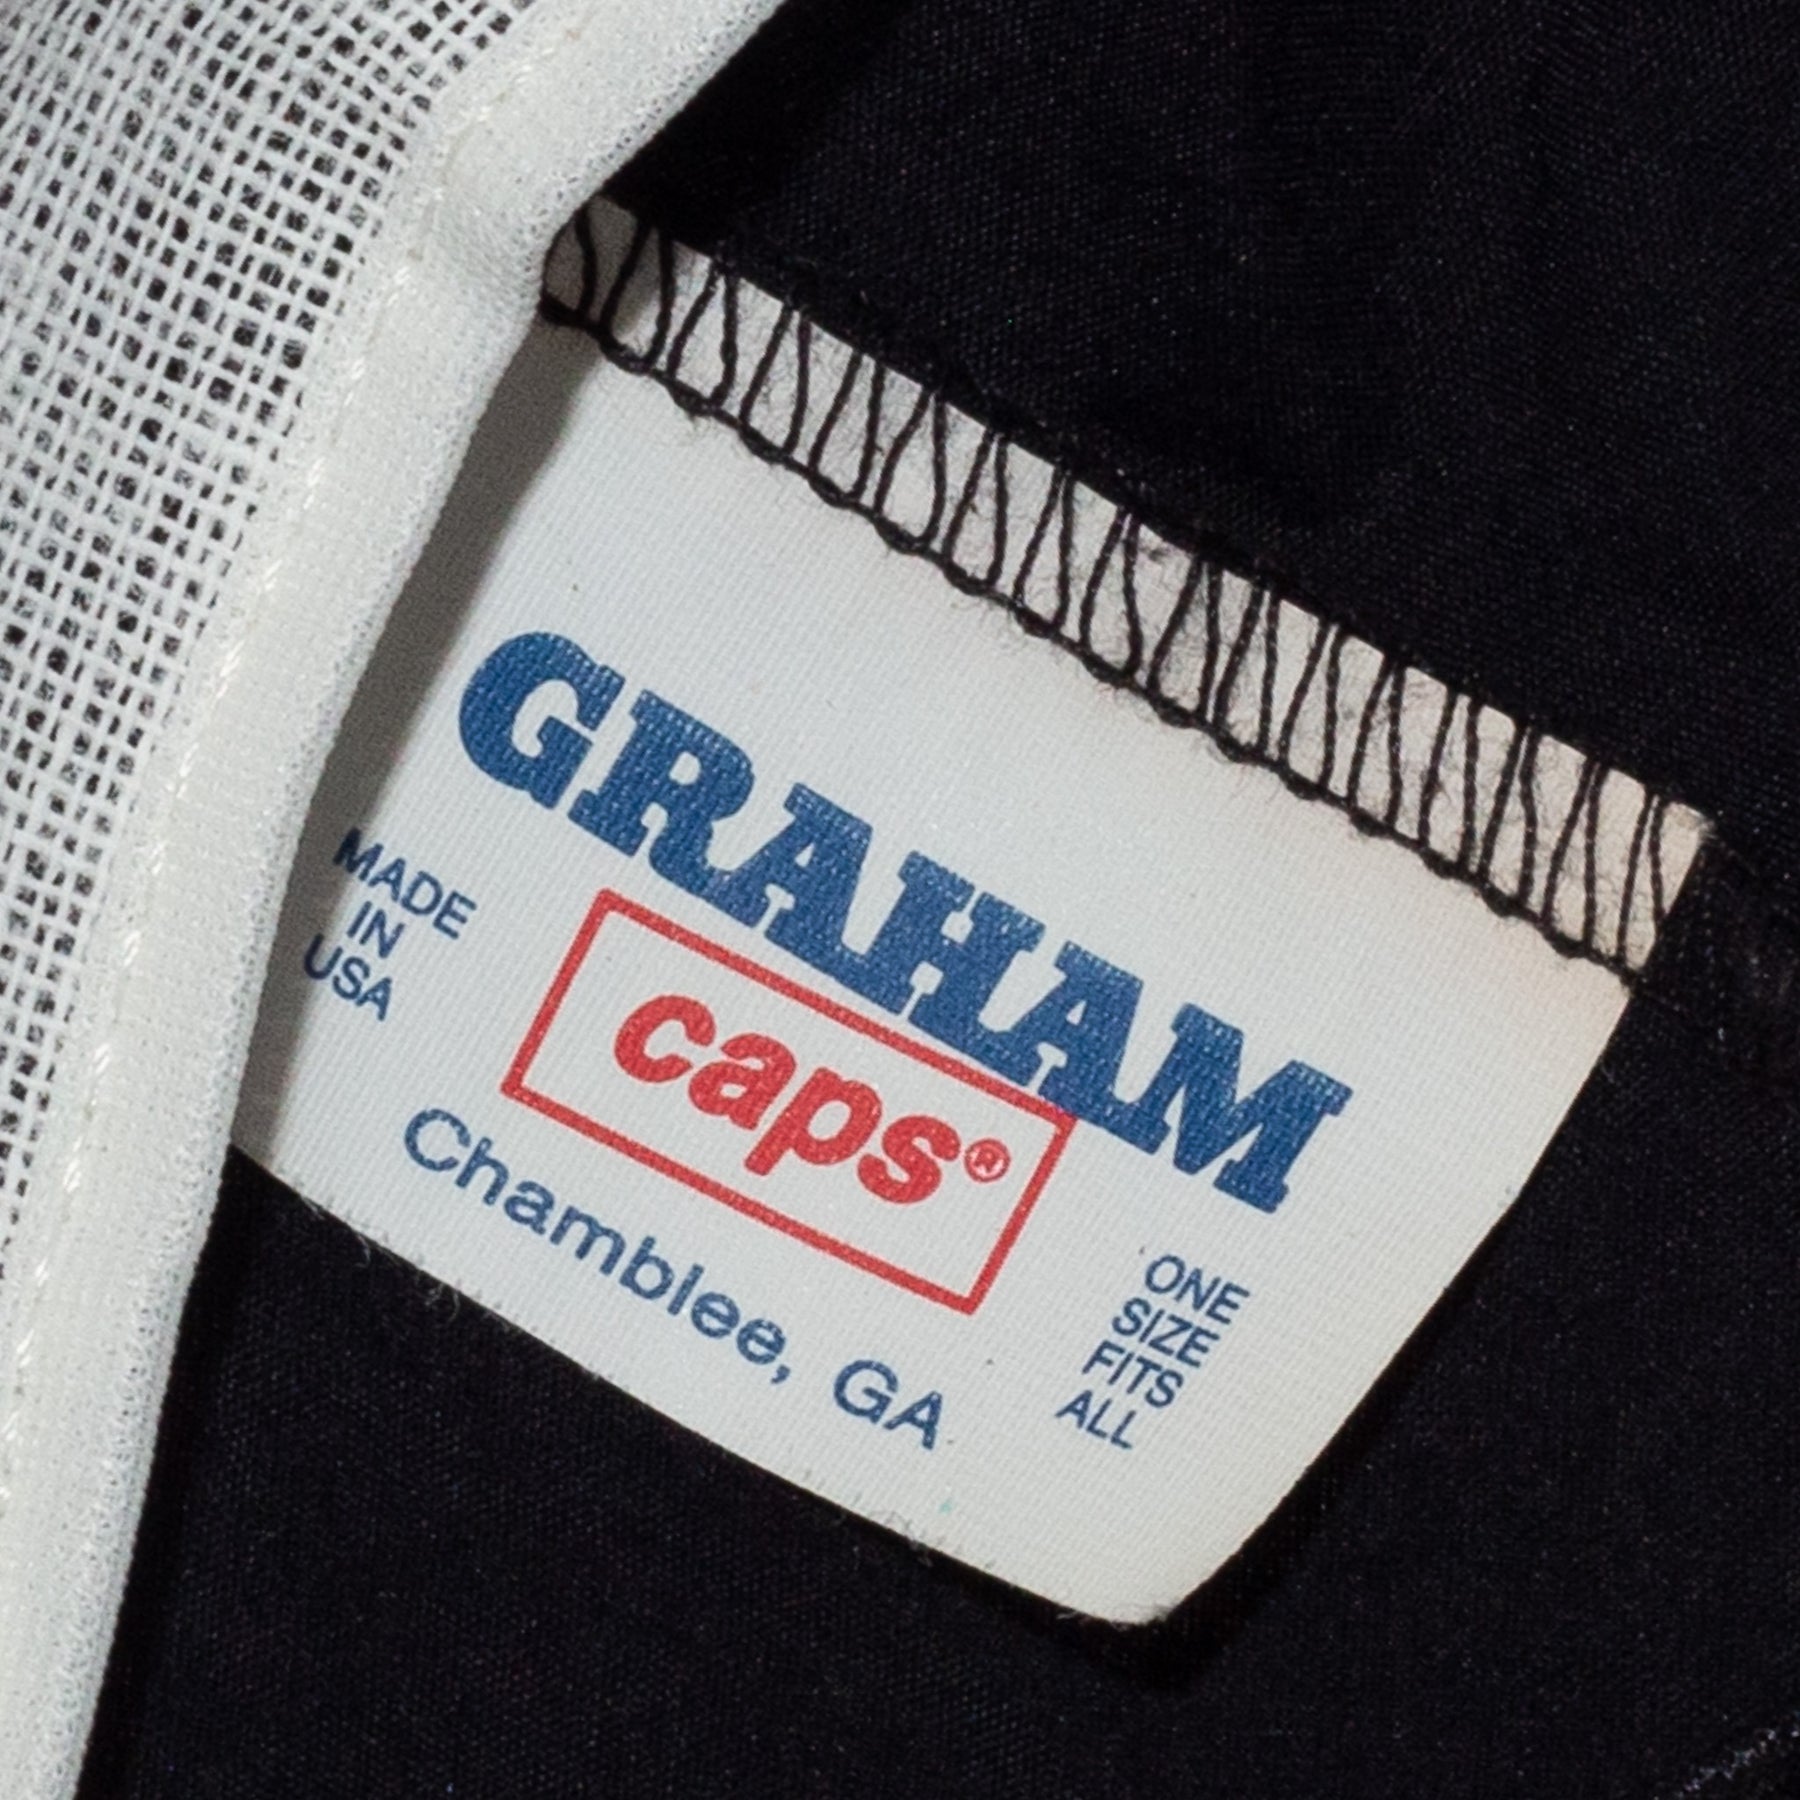 GRAHAM
caps®
MADE
IN
USA
Chamblee, GA
ONE
SIZE
FITS
ALL